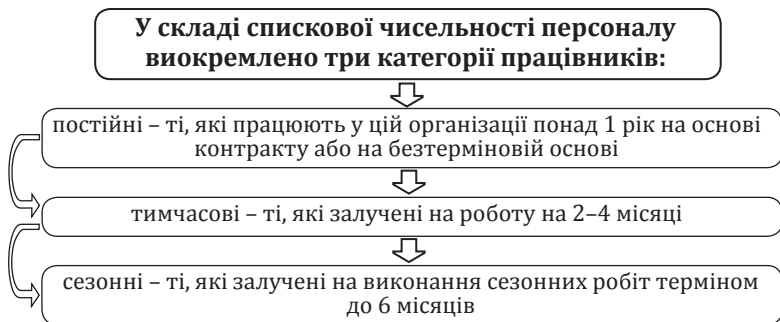 У складі спискової чисельності персоналу
виокремлено три категорії працівників:
постійні – ті, які працюють у цій організації понад 1 рік на основі
контракту або на безтерміновій основі
тимчасові – ті, які залучені на роботу на 2–4 місяці
сезонні – ті, які залучені на виконання сезонних робіт терміном
до 6 місяців